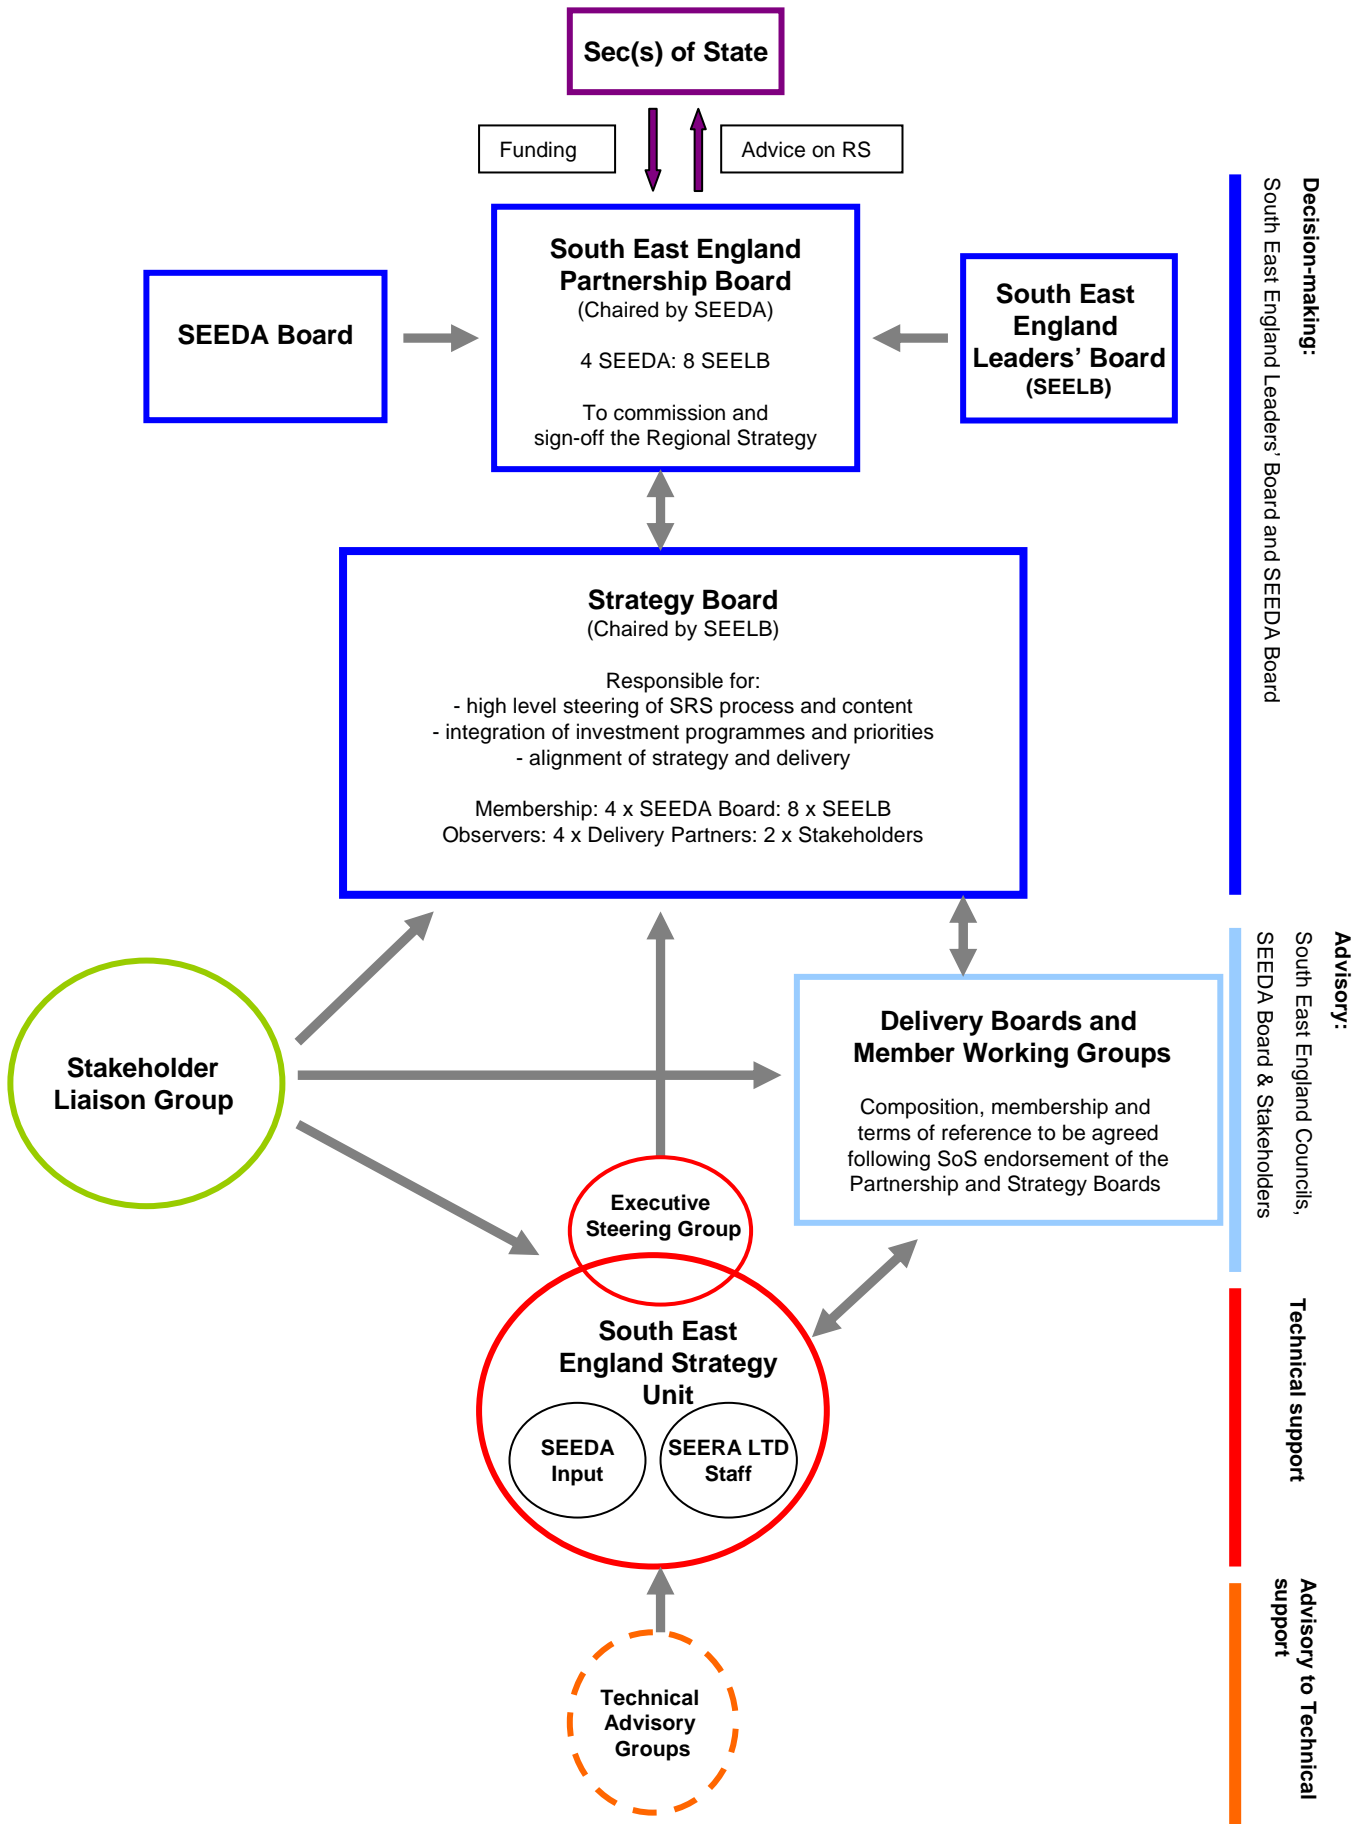 Sec(s) of State
Funding
Advice on RS
South East England
Partnership Board
(Chaired by SEEDA)
4 SEEDA: 8 SEELB
To commission and
sign-off the Regional Strategy
SEEDA Board
South East
England
Leaders’ Board
(SEELB)
Strategy Board
(Chaired by SEELB)
Responsible for:
- high level steering of SRS process and content
- integration of investment programmes and priorities
- alignment of strategy and delivery
Membership: 4 x SEEDA Board: 8 x SEELB
Observers: 4 x Delivery Partners: 2 x Stakeholders
Stakeholder
Liaison Group
Delivery Boards and
Member Working Groups
Composition, membership and
terms of reference to be agreed
following SoS endorsement of the
Partnership and Strategy Boards
Executive
Steering Group
South East
England Strategy
Unit
SEEDA
Input
SEERA LTD
Staff
Technical
Advisory
Groups
Decision-making:
South East England Leaders’ Board and SEEDA Board
Advisory:
South East England Councils,
SEEDA Board & Stakeholders
Technical support
Advisory to Technical
support